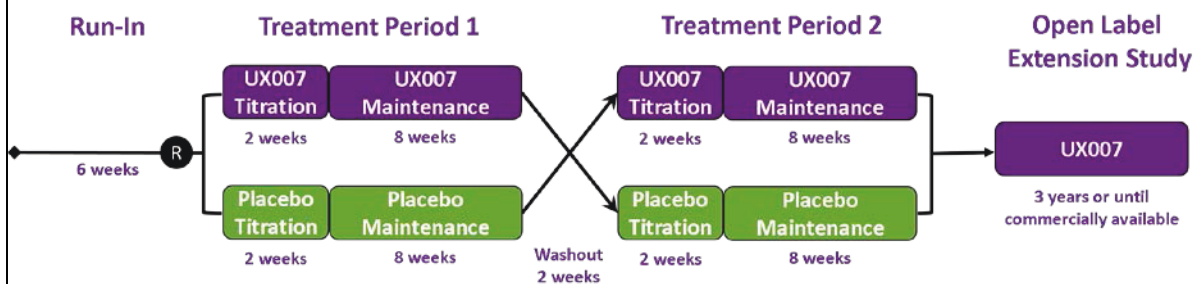 Run-In
Treatment Period 1
Treatment Period 2
Open Label
Extension Study
UX007
Titration
UX007
Maintenance
UX007
Titration
UX007
Maintenance
2 weeks
8 weeks
2 weeks
8 weeks
R
6 weeks
UX007
Placebo
Titration
Placebo
Maintenance
Placebo
Titration
Placebo
Maintenance
3 years or until
commercially available
2 weeks
8 weeks
Washout
2 weeks
2 weeks
8 weeks